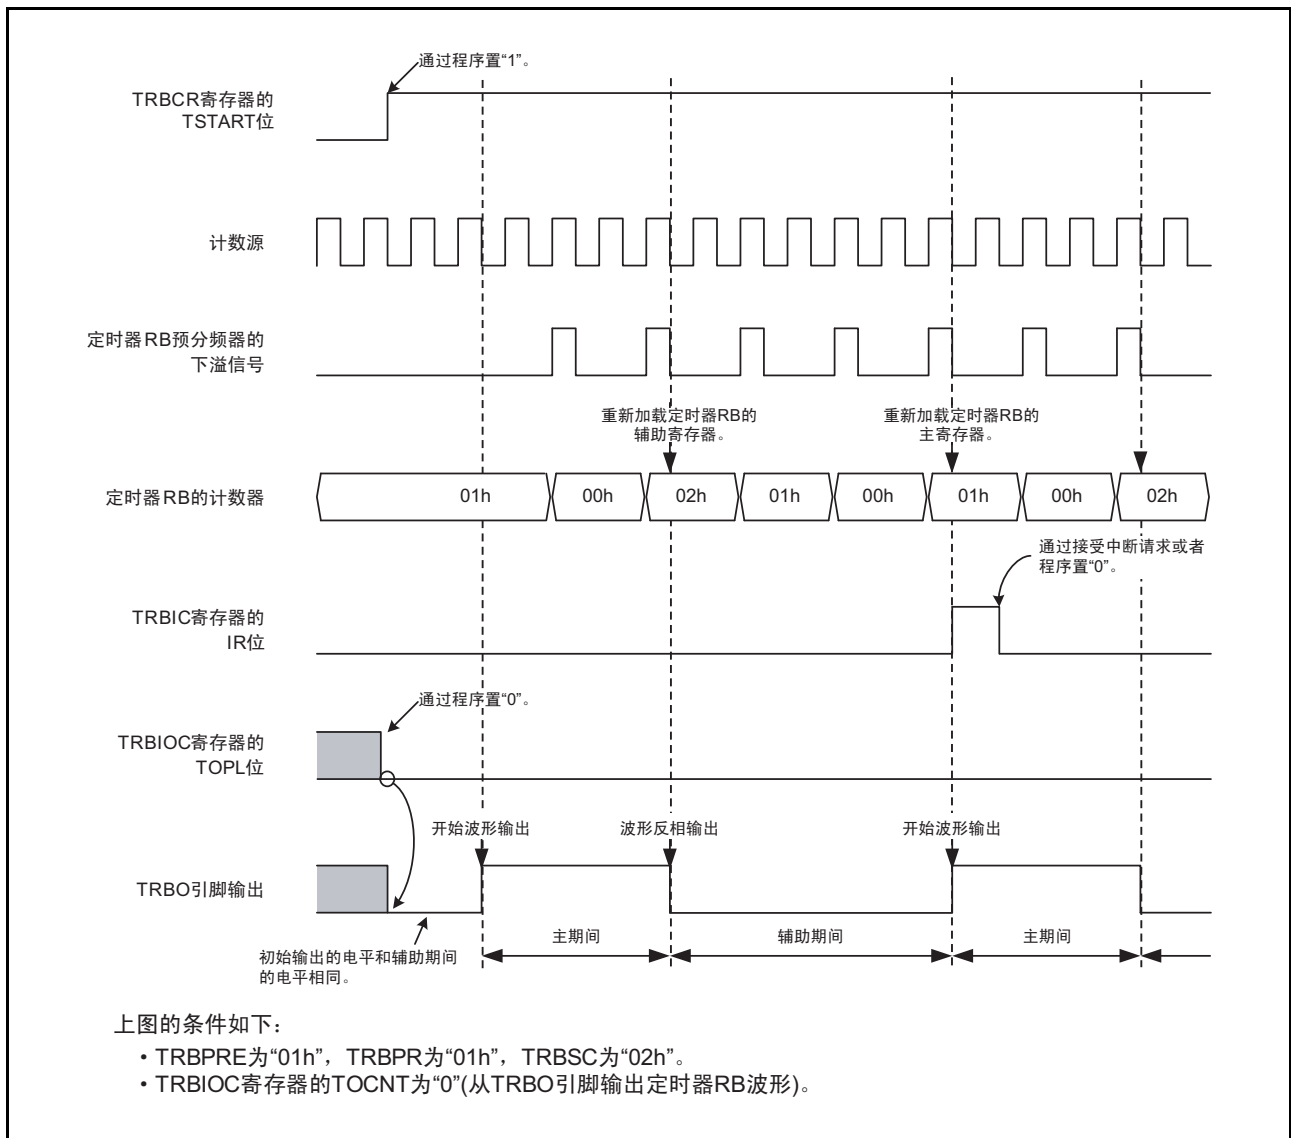 通过程序置“1”。
TRBCR寄存器的
TSTART位
计数源
定时器RB预分频器的
下溢信号
重新加载定时器RB的
辅助寄存器。
重新加载定时器RB的
主寄存器。
定时器RB的计数器
01h
00h
02h
01h
00h
01h
00h
02h
通过接受中断请求或者
程序置“0”。
TRBIC寄存器的
IR位
通过程序置“0”。
TRBIOC寄存器的
TOPL位
开始波形输出
波形反相输出
开始波形输出
TRBO引脚输出
主期间
辅助期间
主期间
初始输出的电平和辅助期间
的电平相同。
上图的条件如下：
•TRBPRE为“01h”，TRBPR为“01h”，TRBSC为“02h”。
•TRBIOC寄存器的TOCNT为“0”(从TRBO引脚输出定时器RB波形)。